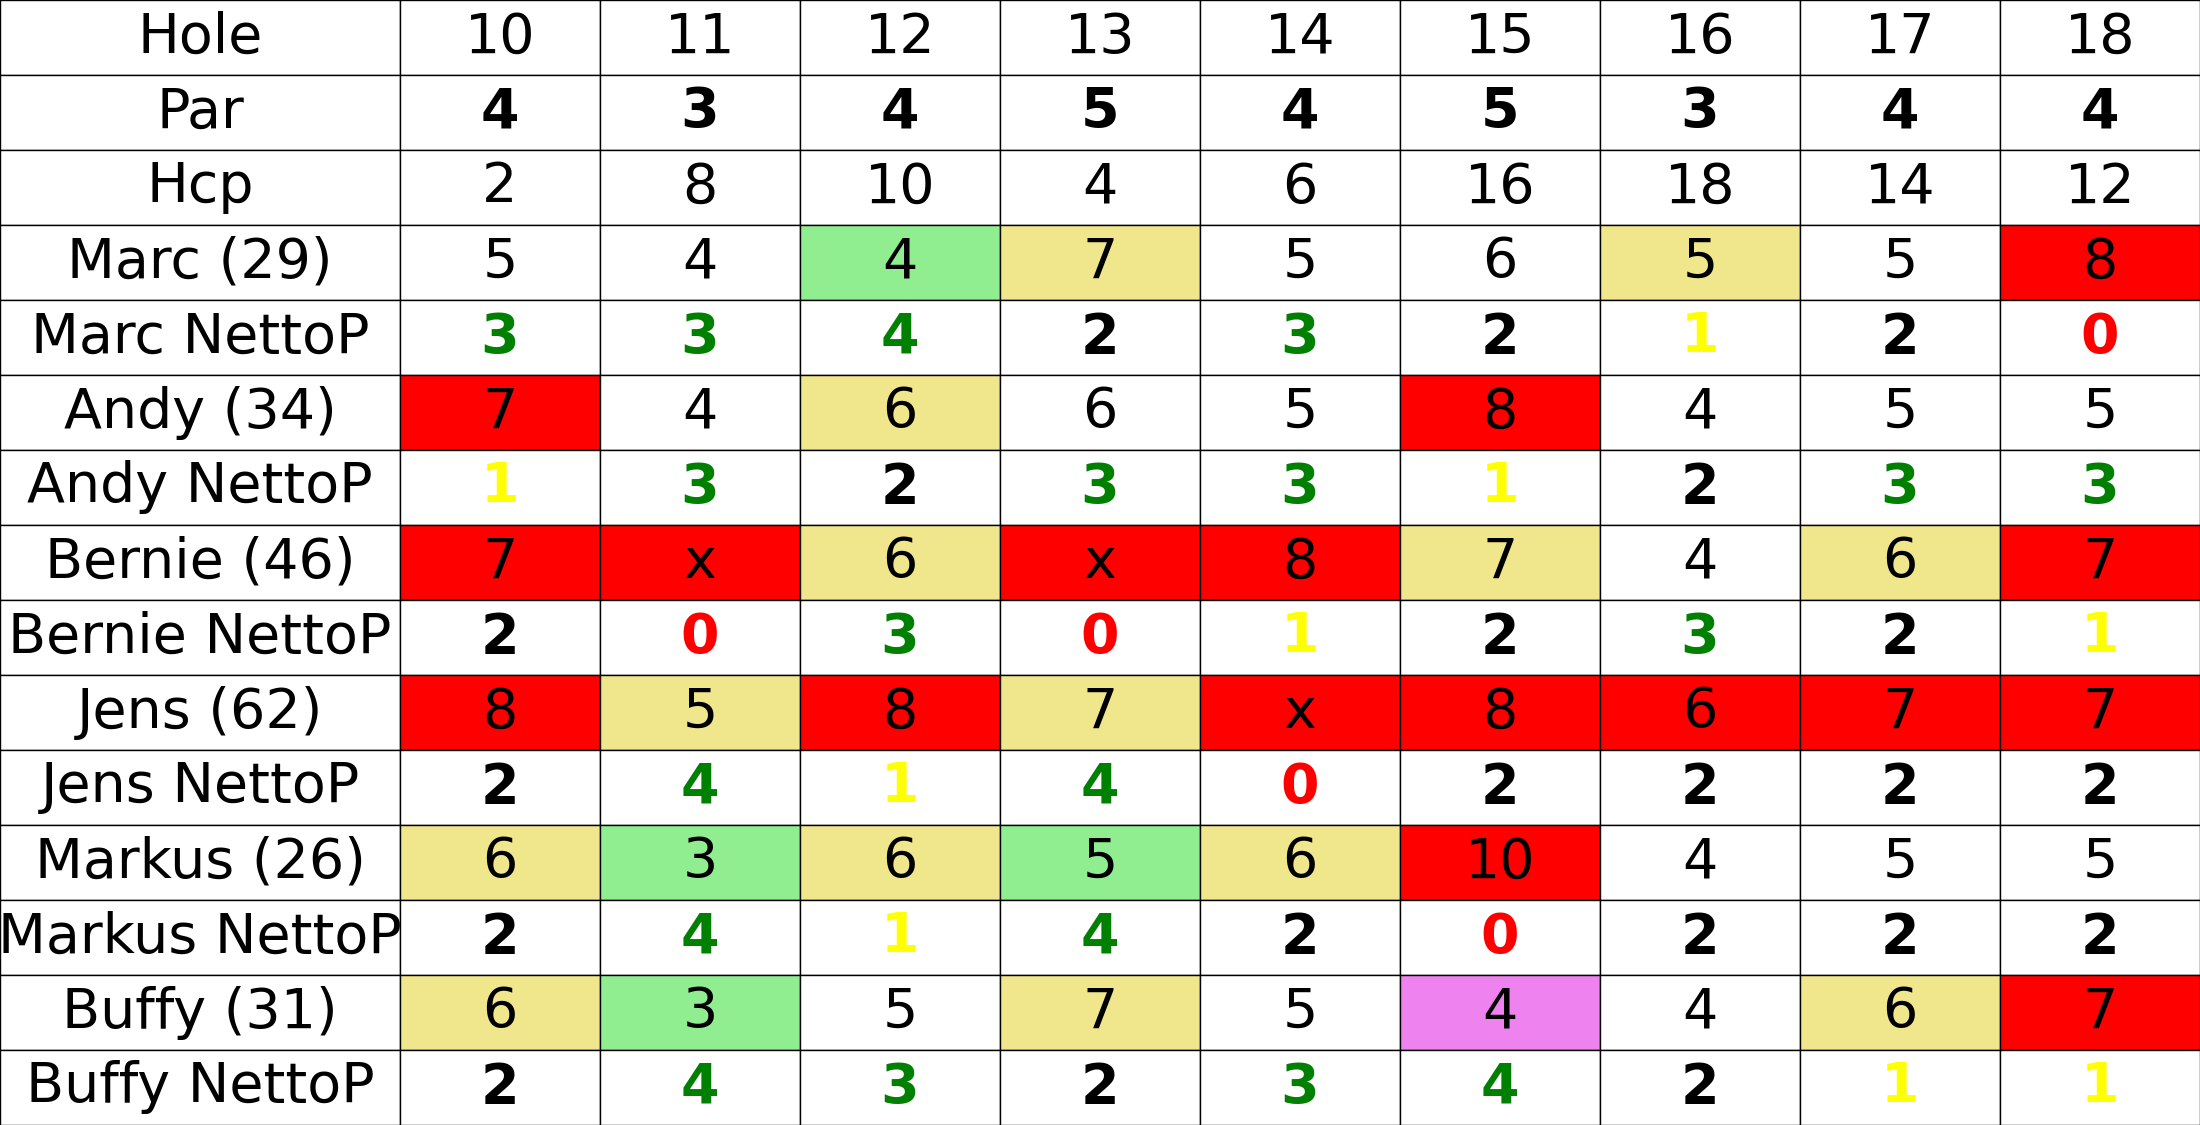 Hole 10 11 12 13 14 15 16 17 18
Par 4 3 4 5 4 5 3 4 4
Hcp 2 8 10 4 6 16 18 14 12
Marc (29) 5 4 4 7 5 6 5 5 8
Marc NettoP 3 3 4 2 3 2 1 2 0
Andy (34) 7 4 6 6 5 8 4 5 5
Andy NettoP 1 3 2 3 3 1 2 3 3
Bernie (46) 7 x 6 x 8 7 4 6 7
Bernie NettoP 2 0 3 0 1 2 3 2 1
Jens (62) 8 5 8 7 x 8 6 7 7
Jens NettoP 2 4 1 4 0 2 2 2 2
Markus (26) 6 3 6 5 6 10 4 5 5
Markus NettoP 2 4 1 4 2 0 2 2 2
Buffy (31) 6 3 5 7 5 4 4 6 7
Buffy NettoP 2 4 3 2 3 4 2 1 1